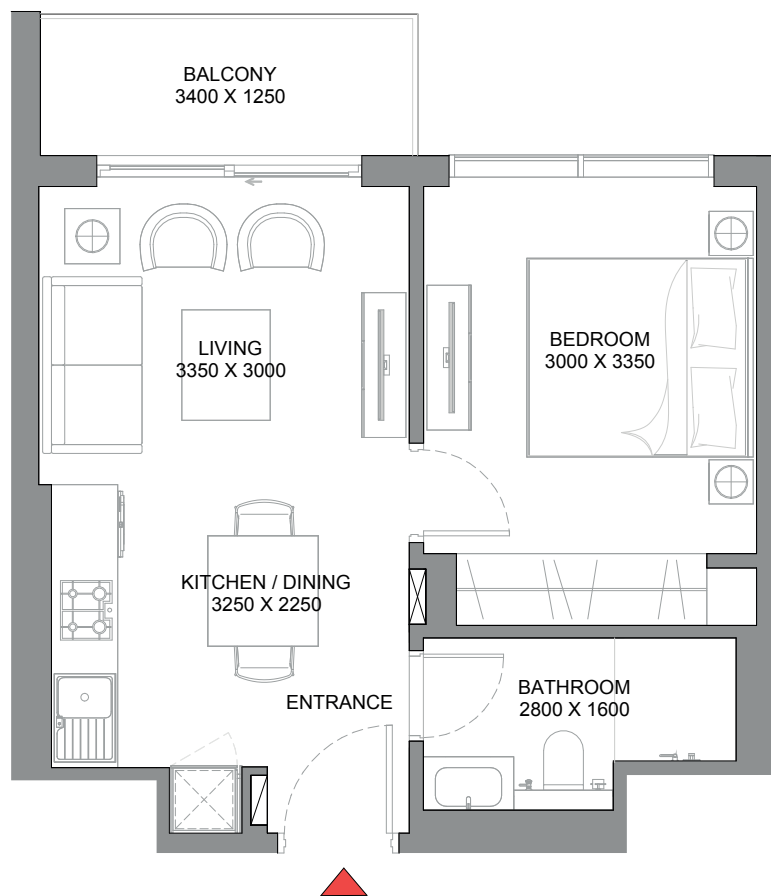 BALCONY
3400 X 1250
LIVING
3350 X 3000
BEDROOM
3000 X 3350
KITCHEN / DINING
3250 X 2250
ENTRANCE
BATHROOM
2800 X 1600